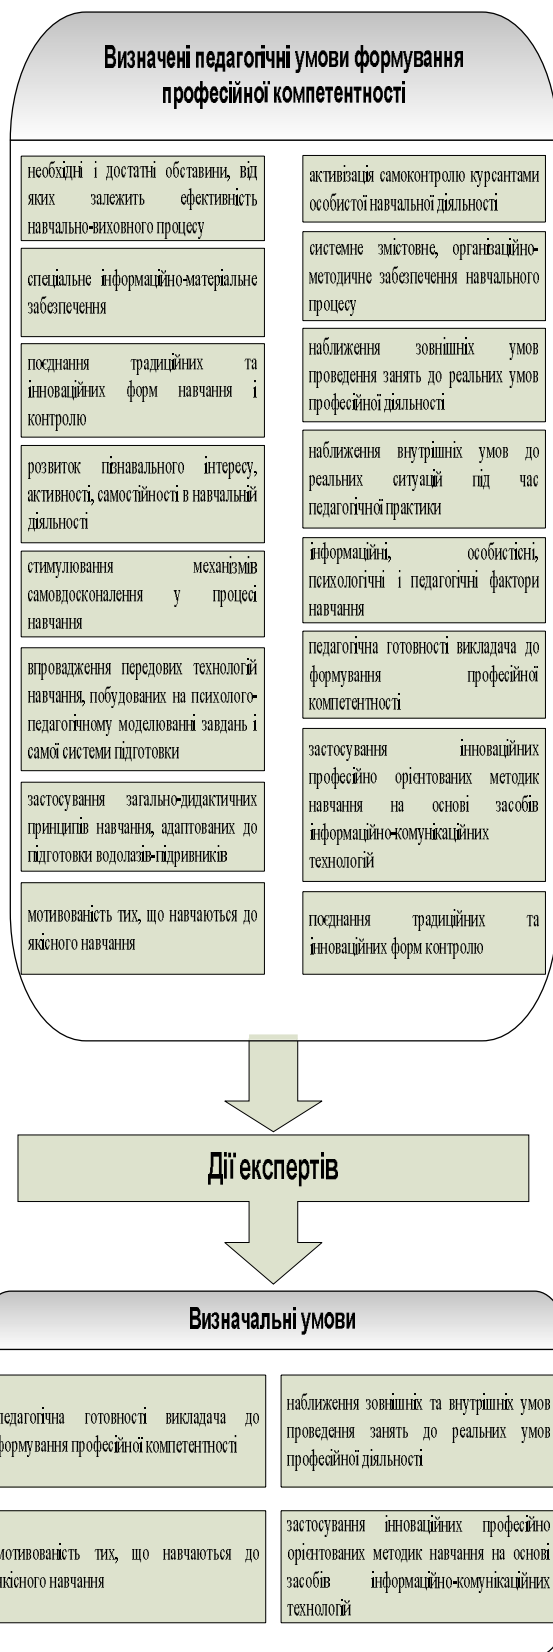 Визначені педагогічні умови формування
професійної компетентності
необхідні і достатні обставини, від
яких залежить ефективність
навчально-виховного процесу
спеціальне інформаційно-матеріальне
забезпечення
поєднання традиційних та
інноваційних форм навчання і
контролю
розвиток пізнавального інтересу,
активності, самостійності в навчальній
діяльності
стимулювання механізмів
самовдосконалення у процесі
навчання
впровадження передових технологій
навчання, побудованих на психолого-
педагогічному моделюванні завдань і
самої системи підготовки
застосування загально-дидактичних
принципів навчання, адаптованих до
підготовки водолазів-підривників
мотивованість тих, що навчаються до
якісного навчання
активізація самоконтролю курсантами
особистої навчальної діяльності
системне змістовне, організаційно-
методичне забезпечення навчального
процесу
наближення зовнішніх умов
проведення занять до реальних умов
професійної діяльності
наближення внутрішніх умов до
реальних ситуацій під час
педагогічної практики
інформаційні, особистісні,
психологічні і педагогічні фактори
навчання
педагогічна готовності викладача до
формування професійної
компетентності
застосування інноваційних
професійно орієнтованих методик
навчання на основі засобів
інформаційно-комунікаційних
технологій
поєднання традиційних та
інноваційних форм контролю
Дії експертів
Визначальні умови
педагогічна готовності викладача до
формування професійної компетентності
наближення зовнішніх та внутрішніх умов
проведення занять до реальних умов
професійної діяльності
мотивованість тих, що навчаються до
якісного навчання
застосування інноваційних професійно
орієнтованих методик навчання на основі
засобів інформаційно-комунікаційних
технологій